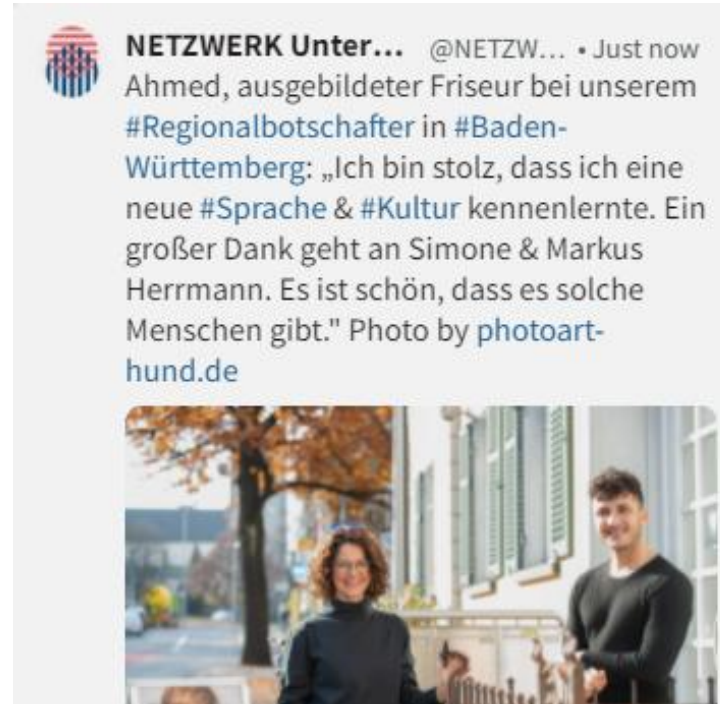 NETZWERK Unter... @NETZW... • Just now
Ahmed, ausgebildeter Friseur bei unserem
#Regionalbotschafter in #Baden-
Württemberg: „Ich bin stolz, dass ich eine
neue #Sprache & #Kultur kennenlernte. Ein
großer Dank geht an Simone & Markus
Herrmann. Es ist schön, dass es solche
Menschen gibt." Photo by photoart-
hund.de